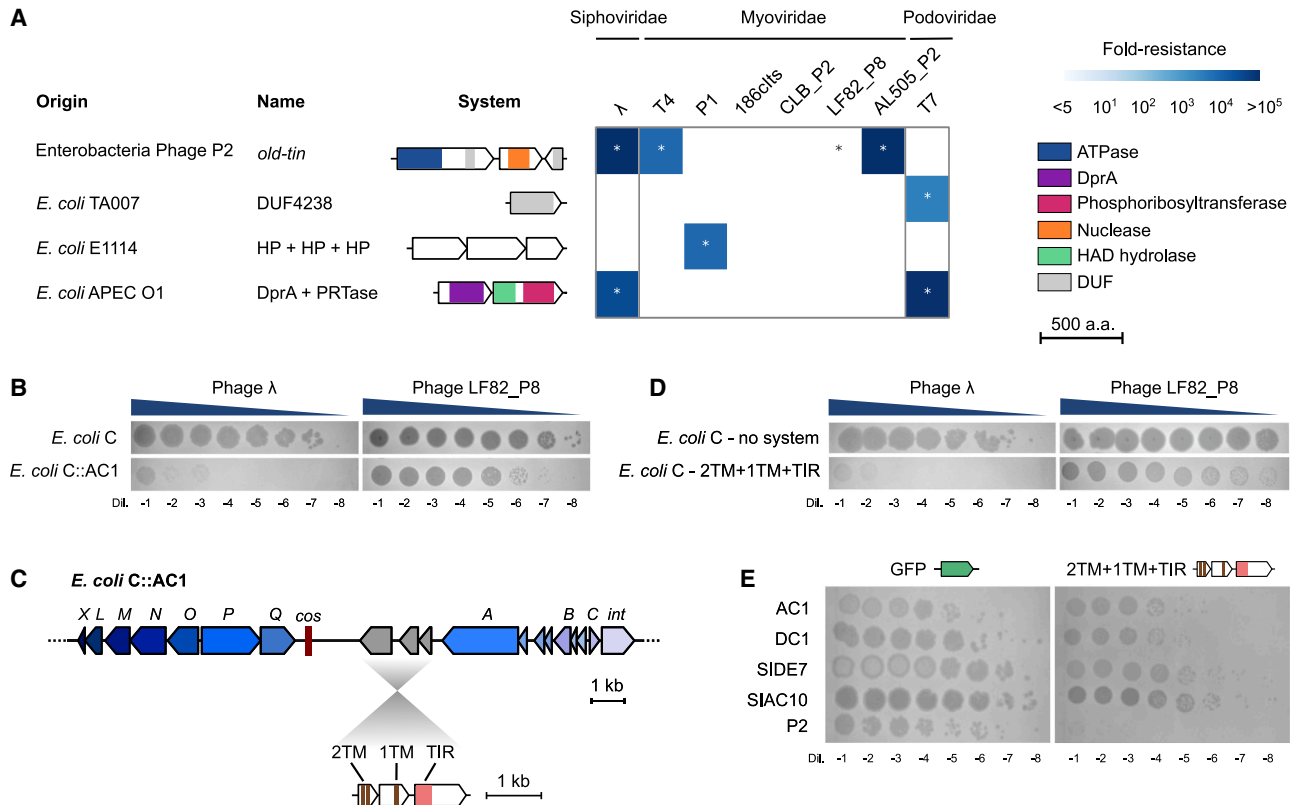 A
Siphoviridae Myoviridae Podoviridae
Fold-resistance
<5 10¹ 10² 10³ 10⁴ >10⁵
Origin Name System
λ T4 P1 186cIts CLB_P2 LF82_P8 AL505_P2 T7
Enterobacteria Phage P2 old-tin * * * *
E. coli TA007 DUF4238 *
E. coli E1114 HP + HP + HP *
E. coli APEC O1 DprA + PRTase * *
ATPase
DprA
Phosphoribosyltransferase
Nuclease
HAD hydrolase
DUF
500 a.a.
B
Phage λ Phage LF82_P8
E. coli C
E. coli C::AC1
Dil. -1 -2 -3 -4 -5 -6 -7 -8 -1 -2 -3 -4 -5 -6 -7 -8
D
Phage λ Phage LF82_P8
E. coli C - no system
E. coli C - 2TM+1TM+TIR
Dil. -1 -2 -3 -4 -5 -6 -7 -8 -1 -2 -3 -4 -5 -6 -7 -8
C
E. coli C::AC1
X L M N O P Q cos A B C int
1 kb
2TM 1TM TIR
1 kb
E
GFP 2TM+1TM+TIR
AC1
DC1
SIDE7
SIAC10
P2
Dil. -1 -2 -3 -4 -5 -6 -7 -8 -1 -2 -3 -4 -5 -6 -7 -8